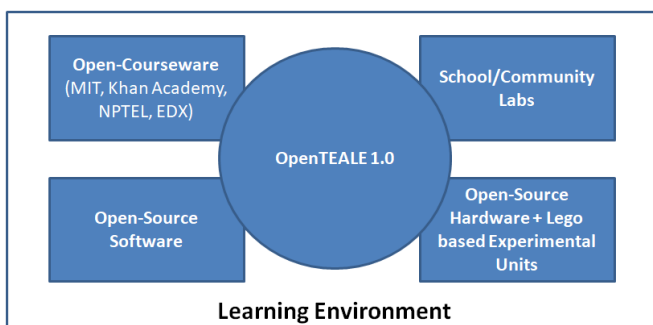 Open-Courseware
(MIT, Khan Academy,
NPTEL, EDX)
School/Community
Labs
OpenTEALE 1.0
Open-Source
Software
Open-Source
Hardware + Lego
based Experimental
Units
Learning Environment